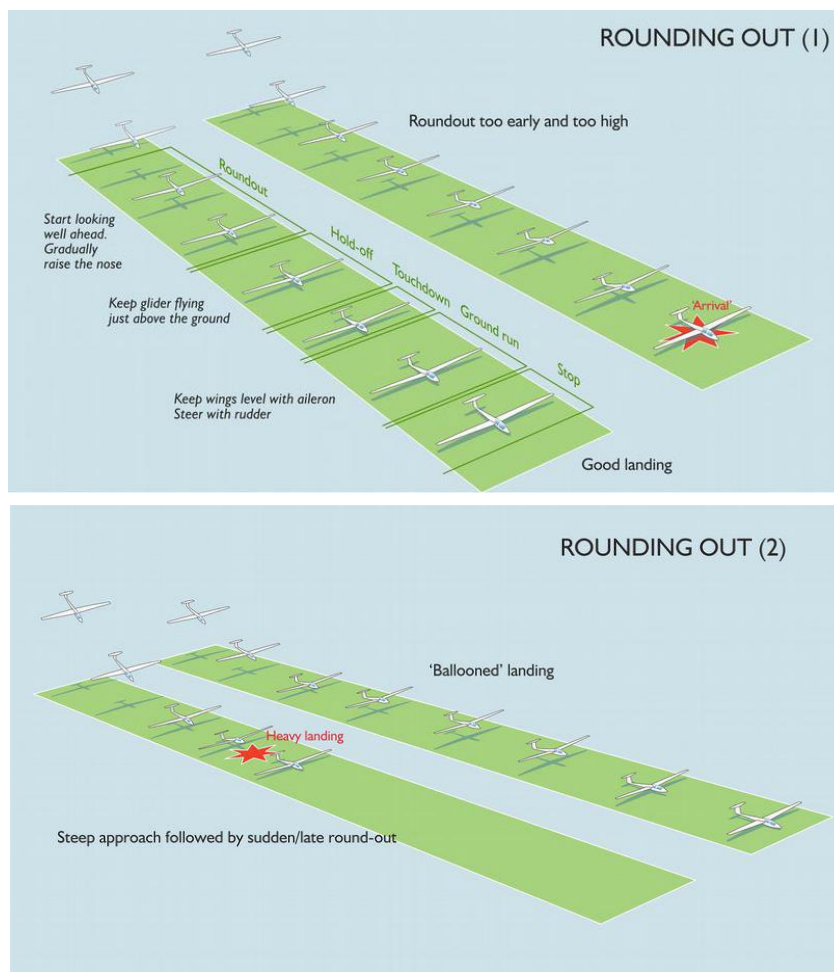 ROUNDING OUT (1)
Roundout too early and too high
Roundout
Start looking
well ahead.
Gradually
raise the nose
Hold-off
Keep glider flying
just above the ground
Touchdown
Ground run
'Arrival'
Keep wings level with aileron
Steer with rudder
Stop
Good landing
ROUNDING OUT (2)
'Ballooned' landing
Heavy landing
Steep approach followed by sudden/late round-out